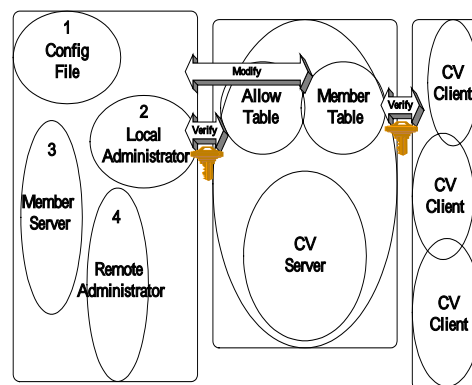 1
Config
File
2
Local
Administrator
3
Member
Server
4
Remote
Administrator
Modify
Verify
Allow
Table
Member
Table
Verify
CV
Server
CV
Client
CV
Client
CV
Client